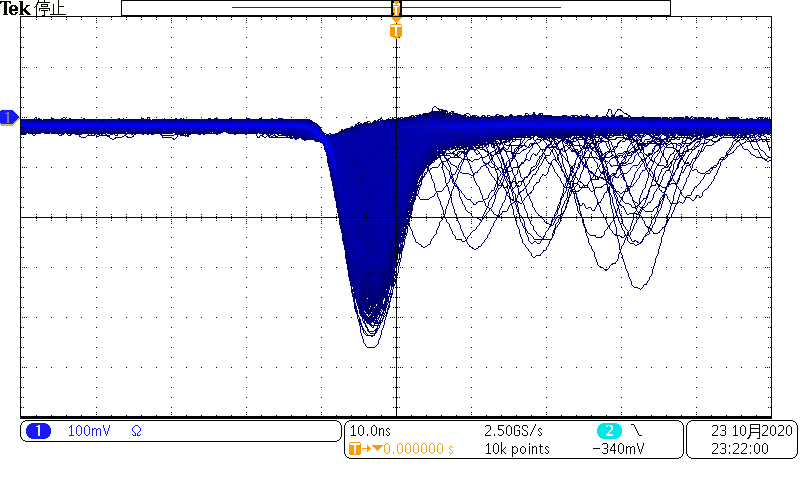 Tek 停止
T
T
1
1 100mV Ω
10.0ns 2.50GS/s 2
T→▼0.000000 s 10k points −340mV
23 10月2020
23:22:00